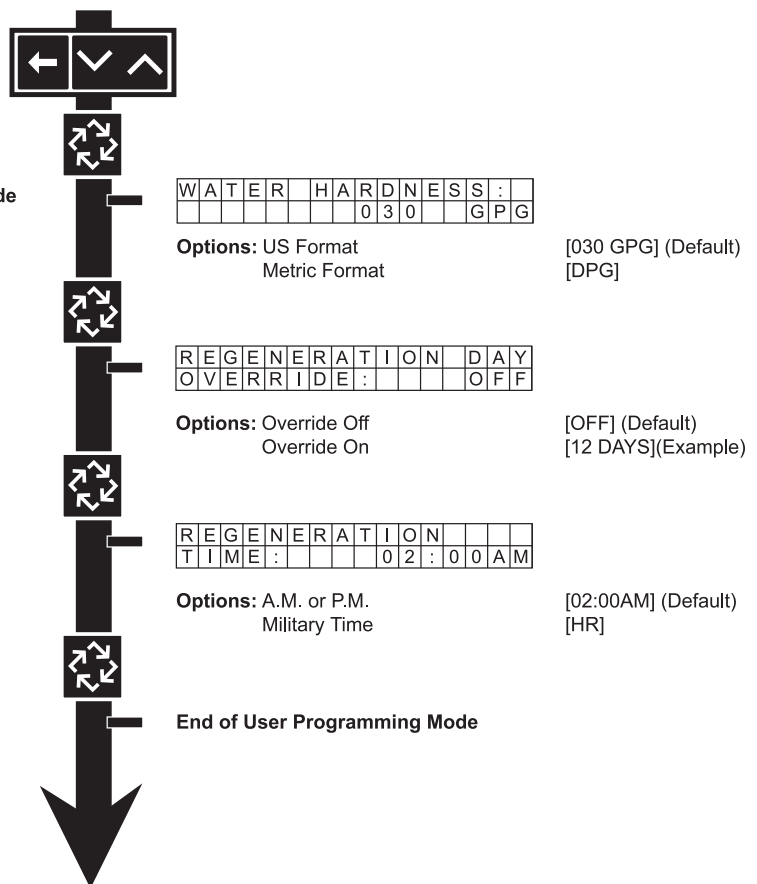 de
WATER HARDNESS:
030 GPG
Options: US Format [030 GPG] (Default)
Metric Format [DPG]
REGENERATION DAY
OVERRIDE: OFF
Options: Override Off [OFF] (Default)
Override On [12 DAYS](Example)
REGENERATION
TIME: 02:00AM
Options: A.M. or P.M. [02:00AM] (Default)
Military Time [HR]
End of User Programming Mode